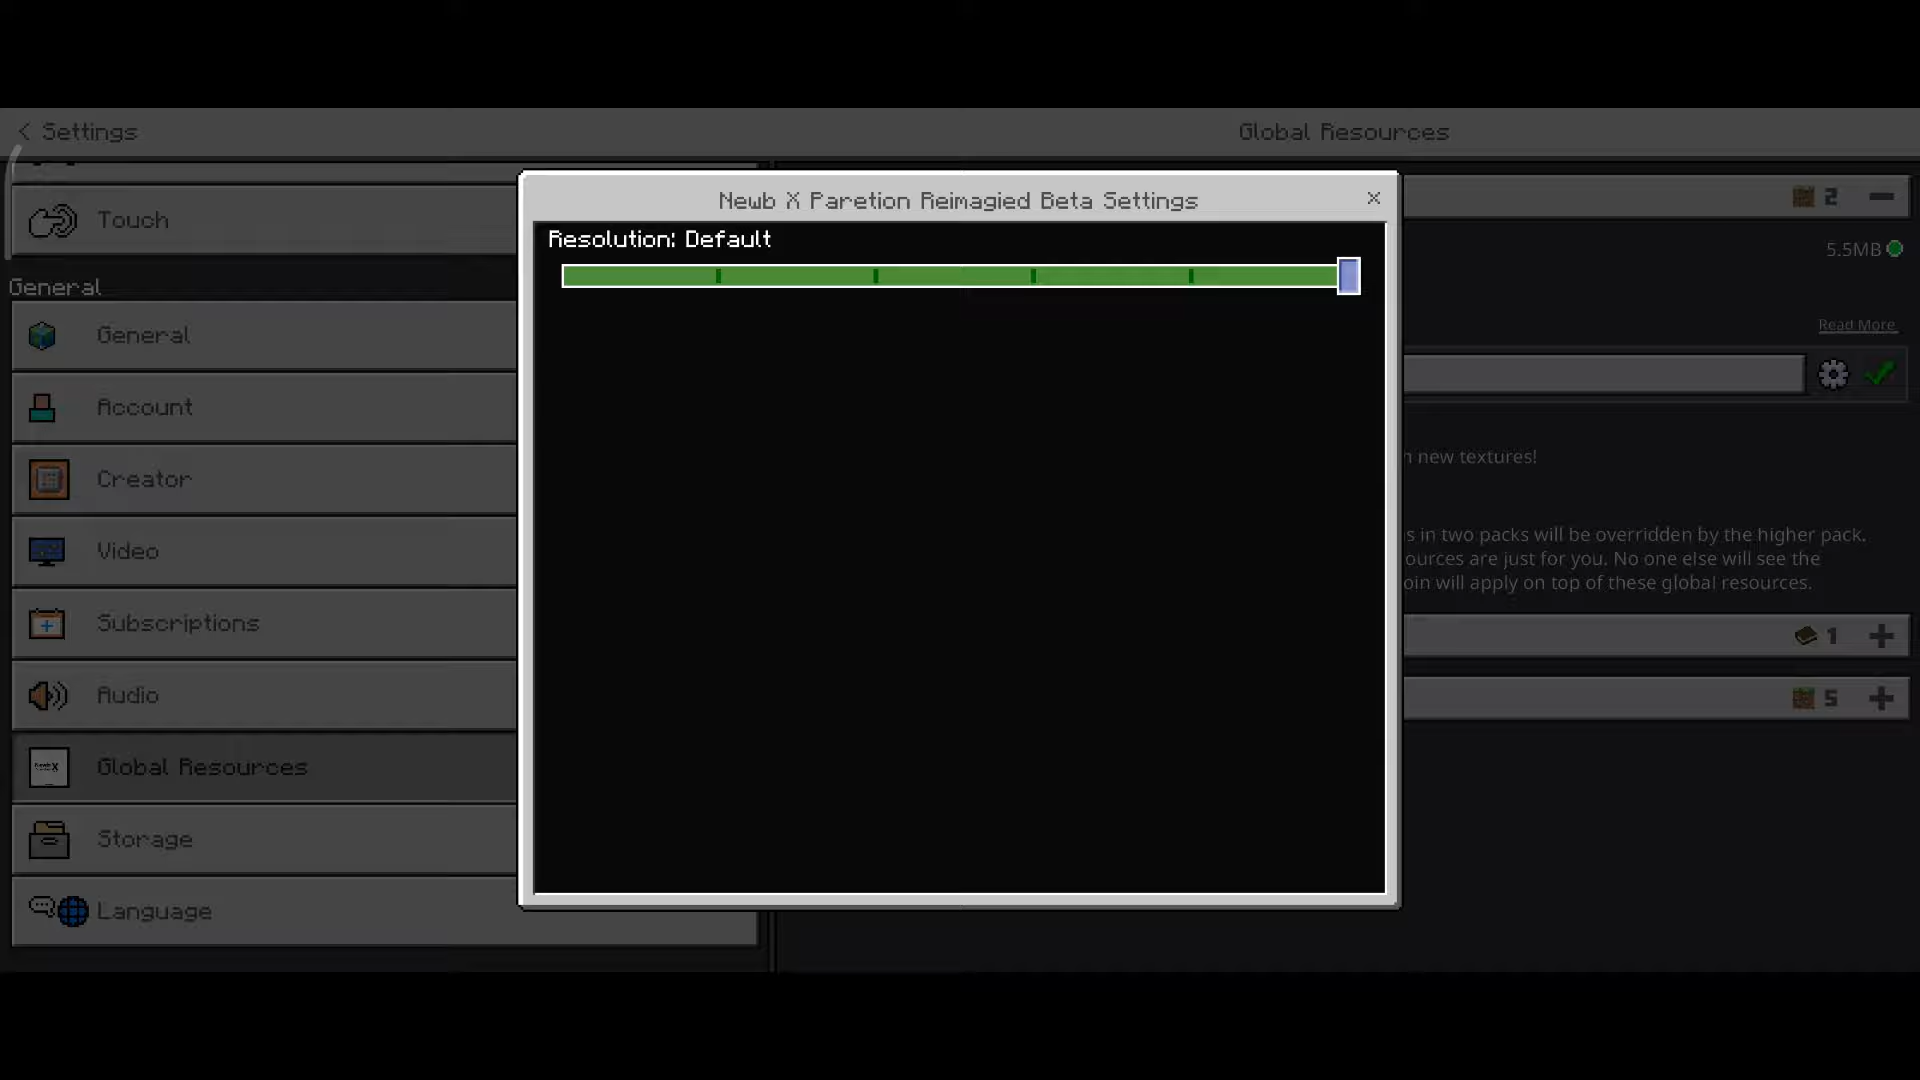 Settings
Global Resources
Newb X Paretion Reimagied Beta Settings
Resolution: Default
Touch
General
General
Account
Creator
Video
Subscriptions
Audio
Global Resources
Storage
Language
2
5.5MB
Read More
new textures!
in two packs will be overridden by the higher pack.
ources are just for you. No one else will see the
oin will apply on top of these global resources.
1
5